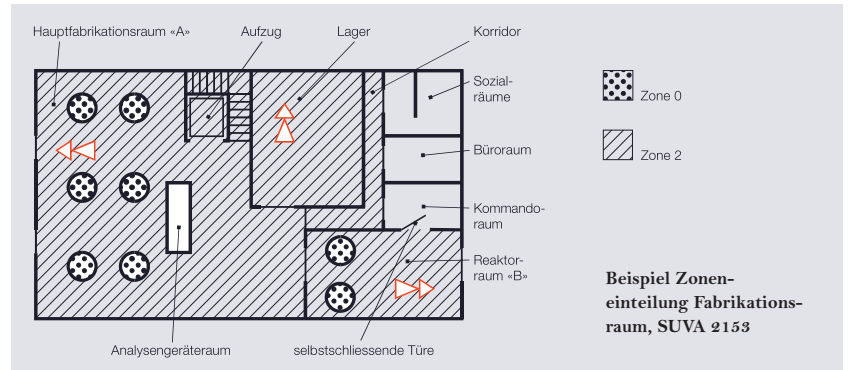 Hauptfabrikationsraum «A»
Aufzug
Lager
Korridor
Sozial-
räume
Büroraum
Kommando-
raum
Reaktor-
raum «B»
Analysengeräteraum
selbstschliessende Türe
Zone 0
Zone 2
Beispiel Zonen-
einteilung Fabrikations-
raum, SUVA 2153